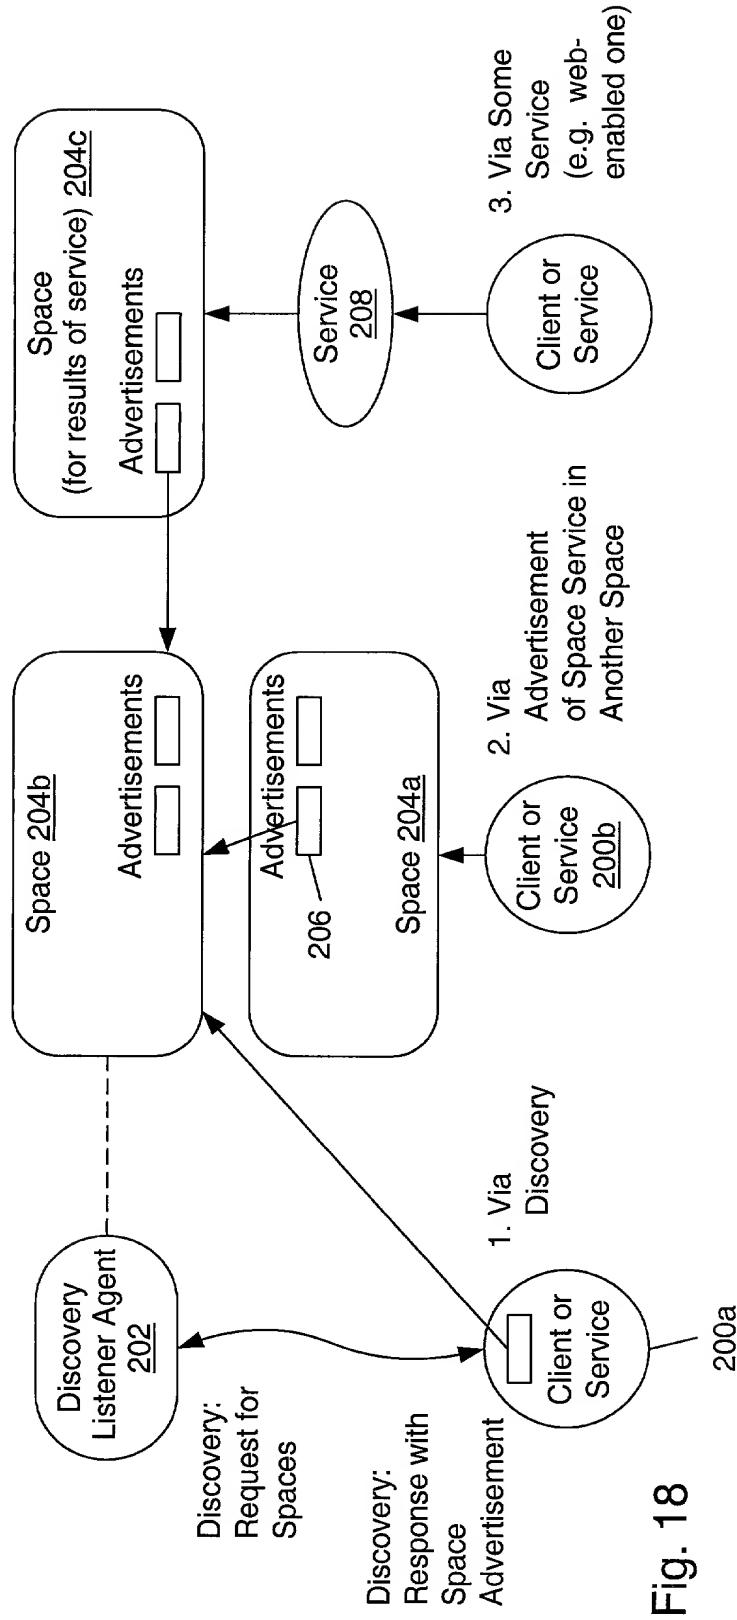 Discovery
Listener Agent
202
Discovery:
Request for
Spaces
Discovery:
Response with
Space
Advertisement
Client or
Service
200a
1. Via
Discovery
Space 204b
Advertisements
Advertisements
206
Space 204a
Client or
Service
200b
2. Via
Advertisement
of Space Service in
Another Space
Space
(for results of service) 204c
Advertisements
Service
208
Client or
Service
3. Via Some
Service
(e.g. web-
enabled one)
Fig. 18